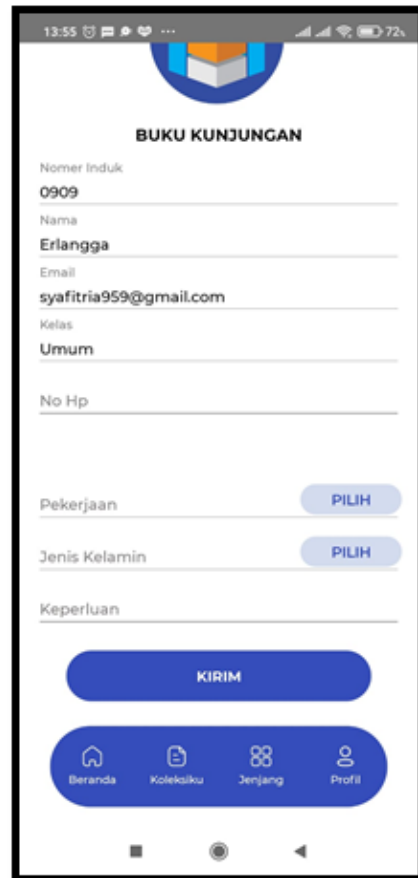 13:55 ... 72%
BUKU KUNJUNGAN
Nomer Induk
0909
Nama
Erlangga
Email
syafitria959@gmail.com
Kelas
Umum
No Hp
Pekerjaan PILIH
Jenis Kelamin PILIH
Keperluan
KIRIM
Beranda Koleksiku Jenjang Profil